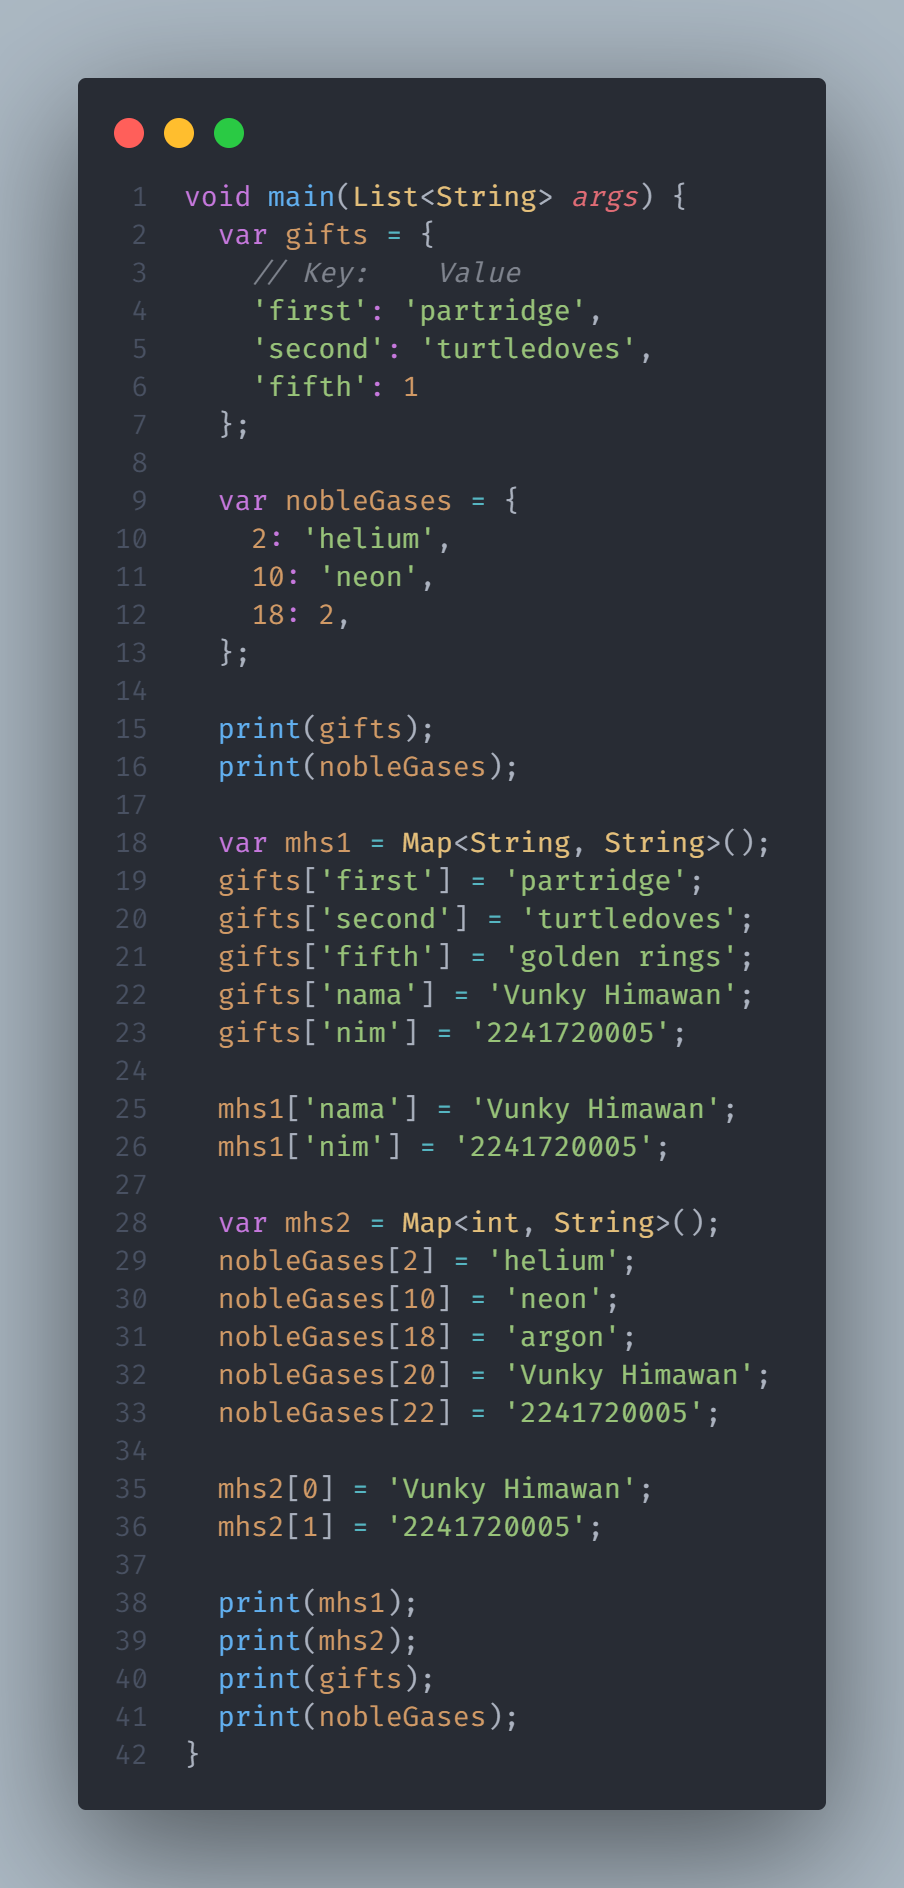 1 void main(List<String> args) {
2   var gifts = {
3     // Key:    Value
4     'first': 'partridge',
5     'second': 'turtledoves',
6     'fifth': 1
7   };
8
9   var nobleGases = {
10     2: 'helium',
11     10: 'neon',
12     18: 2,
13   };
14
15   print(gifts);
16   print(nobleGases);
17
18   var mhs1 = Map<String, String>();
19   gifts['first'] = 'partridge';
20   gifts['second'] = 'turtledoves';
21   gifts['fifth'] = 'golden rings';
22   gifts['nama'] = 'Vunky Himawan';
23   gifts['nim'] = '2241720005';
24
25   mhs1['nama'] = 'Vunky Himawan';
26   mhs1['nim'] = '2241720005';
27
28   var mhs2 = Map<int, String>();
29   nobleGases[2] = 'helium';
30   nobleGases[10] = 'neon';
31   nobleGases[18] = 'argon';
32   nobleGases[20] = 'Vunky Himawan';
33   nobleGases[22] = '2241720005';
34
35   mhs2[0] = 'Vunky Himawan';
36   mhs2[1] = '2241720005';
37
38   print(mhs1);
39   print(mhs2);
40   print(gifts);
41   print(nobleGases);
42 }